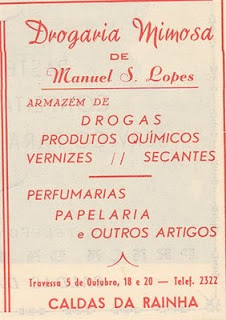 Drogaria Mimosa
DE
Manuel S. Lopes
ARMAZÉM DE
DROGAS
PRODUTOS QUÍMICOS
VERNIZES // SECANTES
PERFUMARIAS
PAPELARIA
e OUTROS ARTIGOS
Travessa 5 de Outubro, 18 e 20 — Telef. 2322
CALDAS DA RAINHA